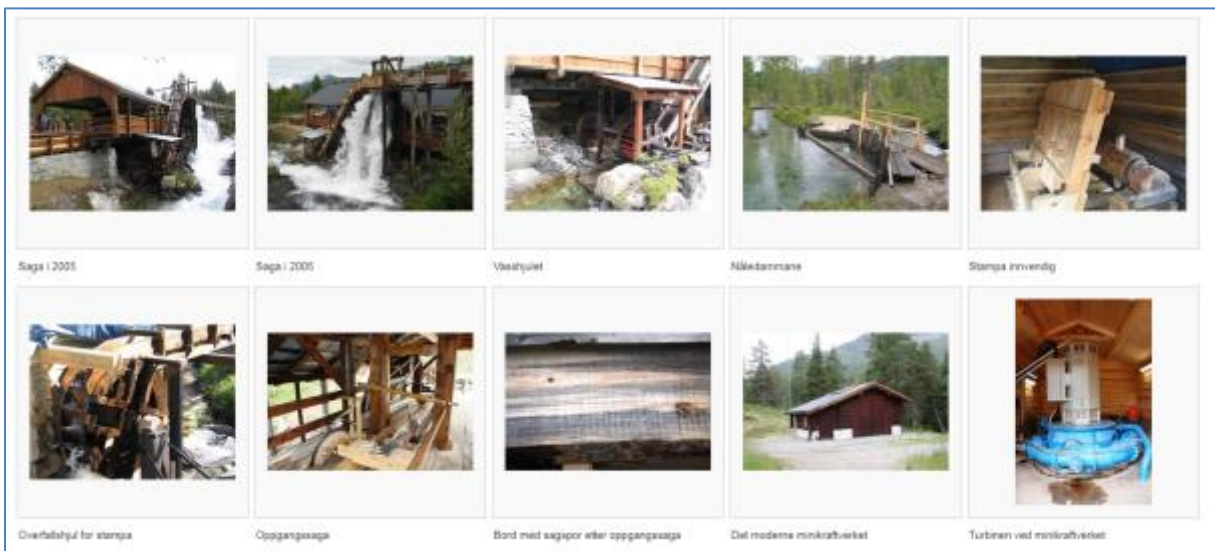 Saga i 2005
Saga i 2005
Vasshjulet
Nåledammane
Stampa innvendig
Overfallshjul for stampa
Oppgangssaga
Bord med sagspor etter oppgangssaga
Det moderne minikraftverket
Turbinen ved minikraftverket